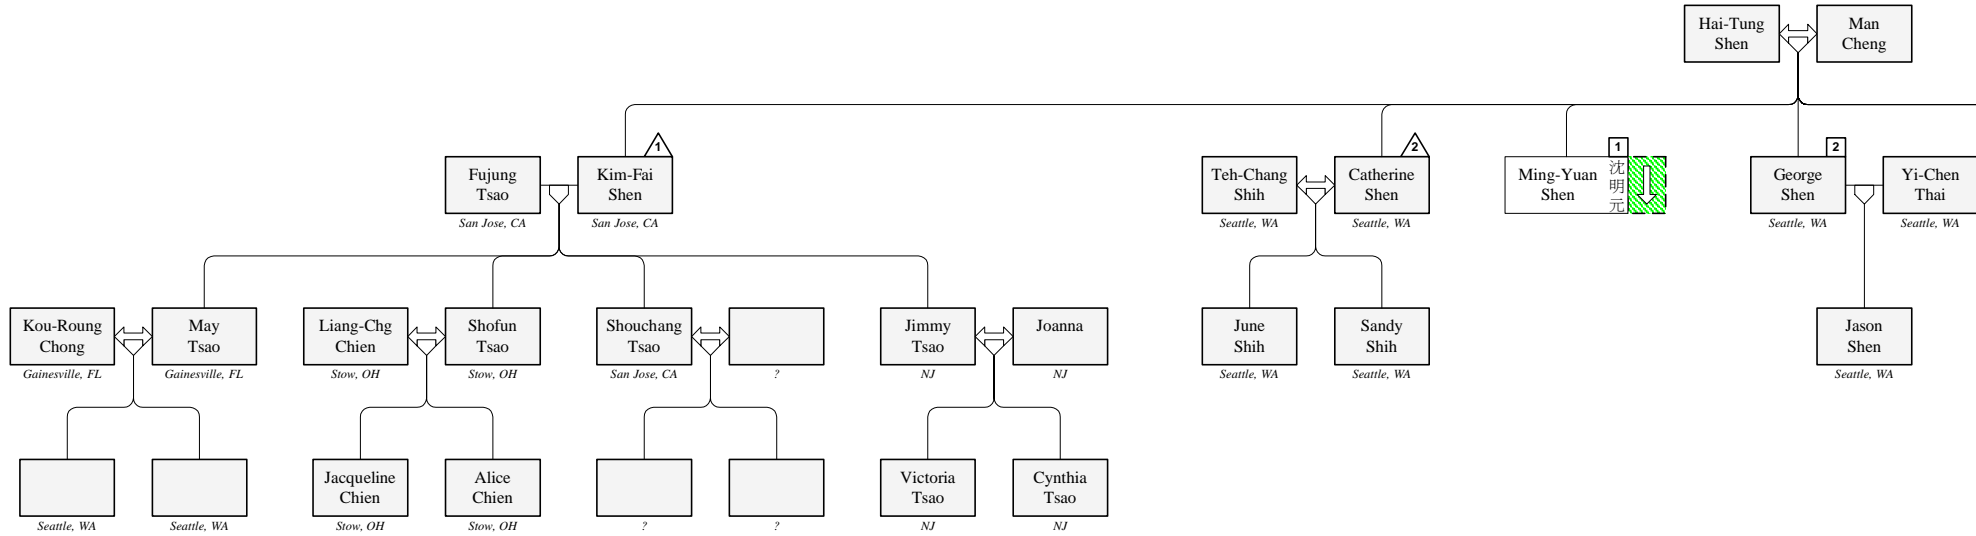 Hai-Tung
Shen
Man
Cheng
1
2
1
2
Fujung
Tsao
Kim-Fai
Shen
Teh-Chang
Shih
Catherine
Shen
Ming-Yuan
Shen
沈
明
元
George
Shen
Yi-Chen
Thai
San Jose, CA
San Jose, CA
Seattle, WA
Seattle, WA
Seattle, WA
Seattle, WA
Kou-Roung
Chong
May
Tsao
Liang-Chg
Chien
Shofun
Tsao
Shouchang
Tsao
Jimmy
Tsao
Joanna
June
Shih
Sandy
Shih
Jason
Shen
Gainesville, FL
Gainesville, FL
Stow, OH
Stow, OH
San Jose, CA
?
NJ
NJ
Seattle, WA
Seattle, WA
Seattle, WA
Jacqueline
Chien
Alice
Chien
Victoria
Tsao
Cynthia
Tsao
Seattle, WA
Seattle, WA
Stow, OH
Stow, OH
?
?
NJ
NJ